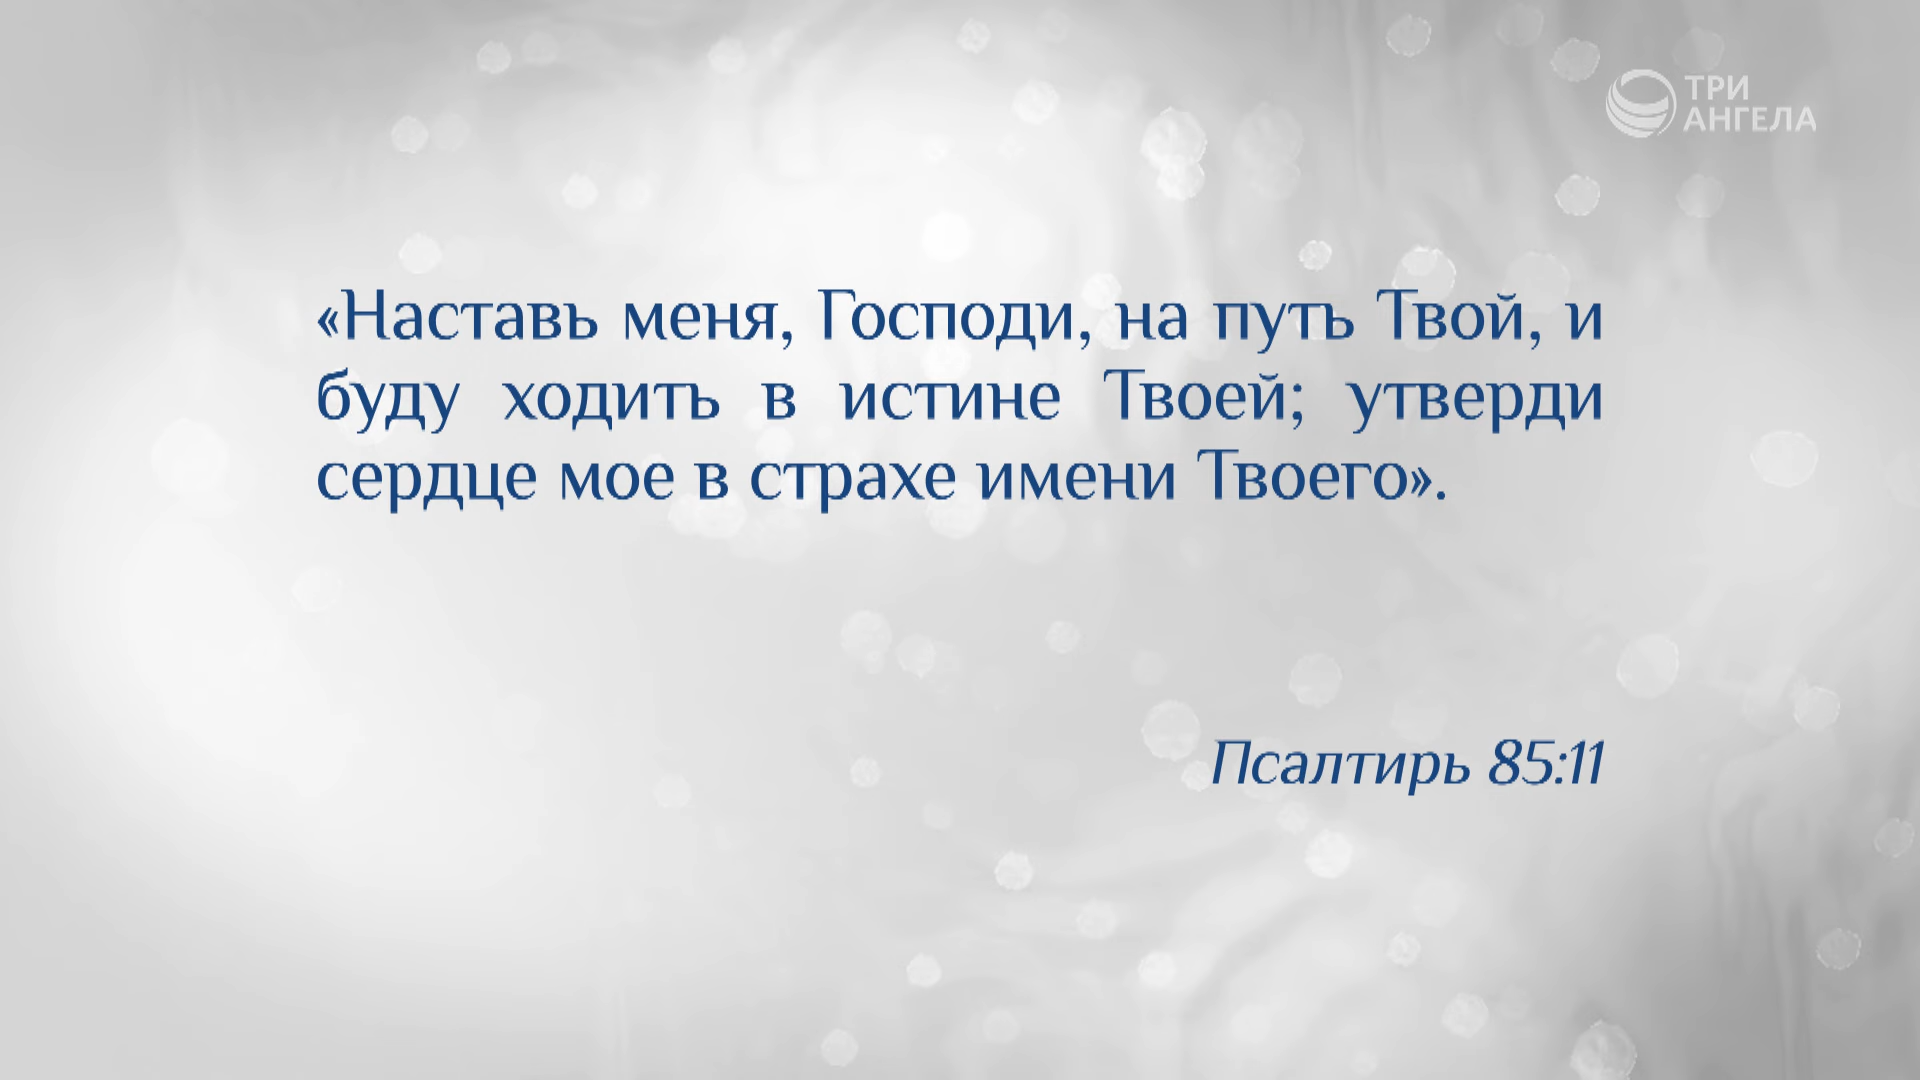 ТРИ
АНГЕЛА
«Наставь меня, Господи, на путь Твой, и
буду ходить в истине Твоей; утверди
сердце мое в страхе имени Твоего».
Псалтирь 85:11